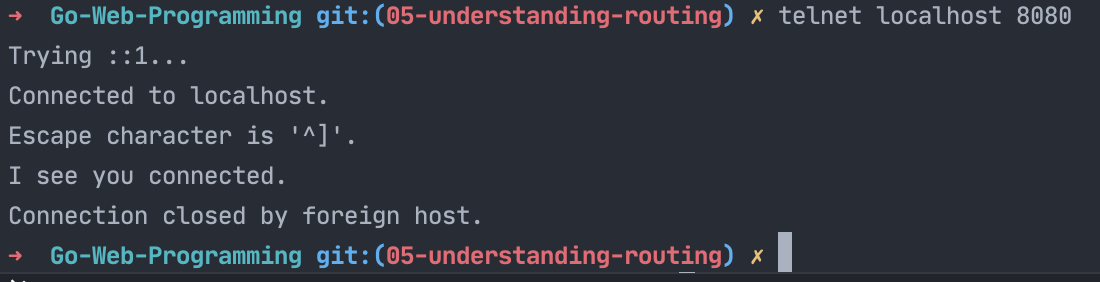 ➜  Go-Web-Programming git:(05-understanding-routing) ✗ telnet localhost 8080
Trying ::1...
Connected to localhost.
Escape character is '^]'.
I see you connected.
Connection closed by foreign host.
➜  Go-Web-Programming git:(05-understanding-routing) ✗